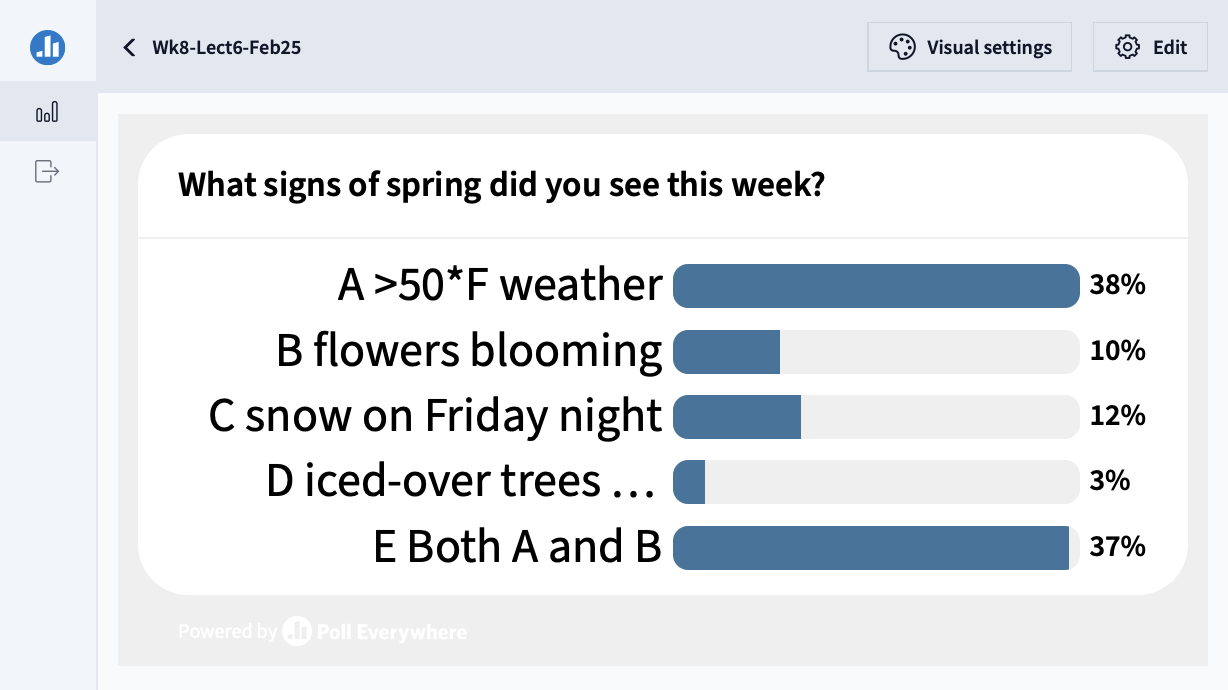 Wk8-Lect6-Feb25
Visual settings
Edit
What signs of spring did you see this week?
A >50*F weather 38%
B flowers blooming 10%
C snow on Friday night 12%
D iced-over trees … 3%
E Both A and B 37%
Powered by Poll Everywhere